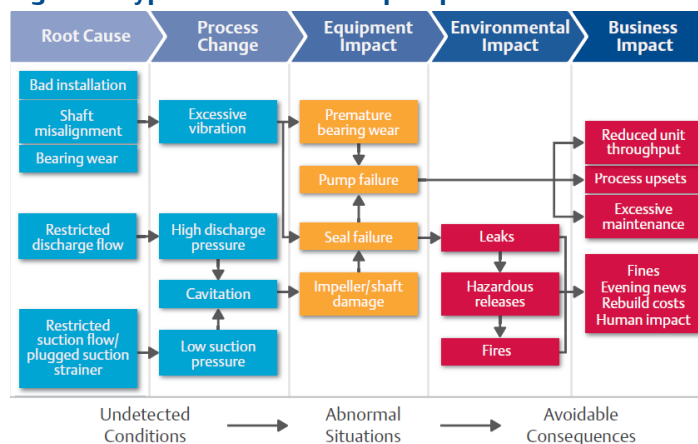 Root Cause
Process
Change
Equipment
Impact
Environmental
Impact
Business
Impact
Bad installation
Shaft
misalignment
Bearing wear
Excessive
vibration
Premature
bearing wear
Pump failure
Reduced unit
throughput
Process upsets
Excessive
maintenance
Restricted
discharge flow
High discharge
pressure
Seal failure
Leaks
Cavitation
Impeller/shaft
damage
Hazardous
releases
Fines
Evening news
Rebuild costs
Human impact
Restricted
suction flow/
plugged suction
strainer
Low suction
pressure
Fires
Undetected
Conditions
Abnormal
Situations
Avoidable
Consequences